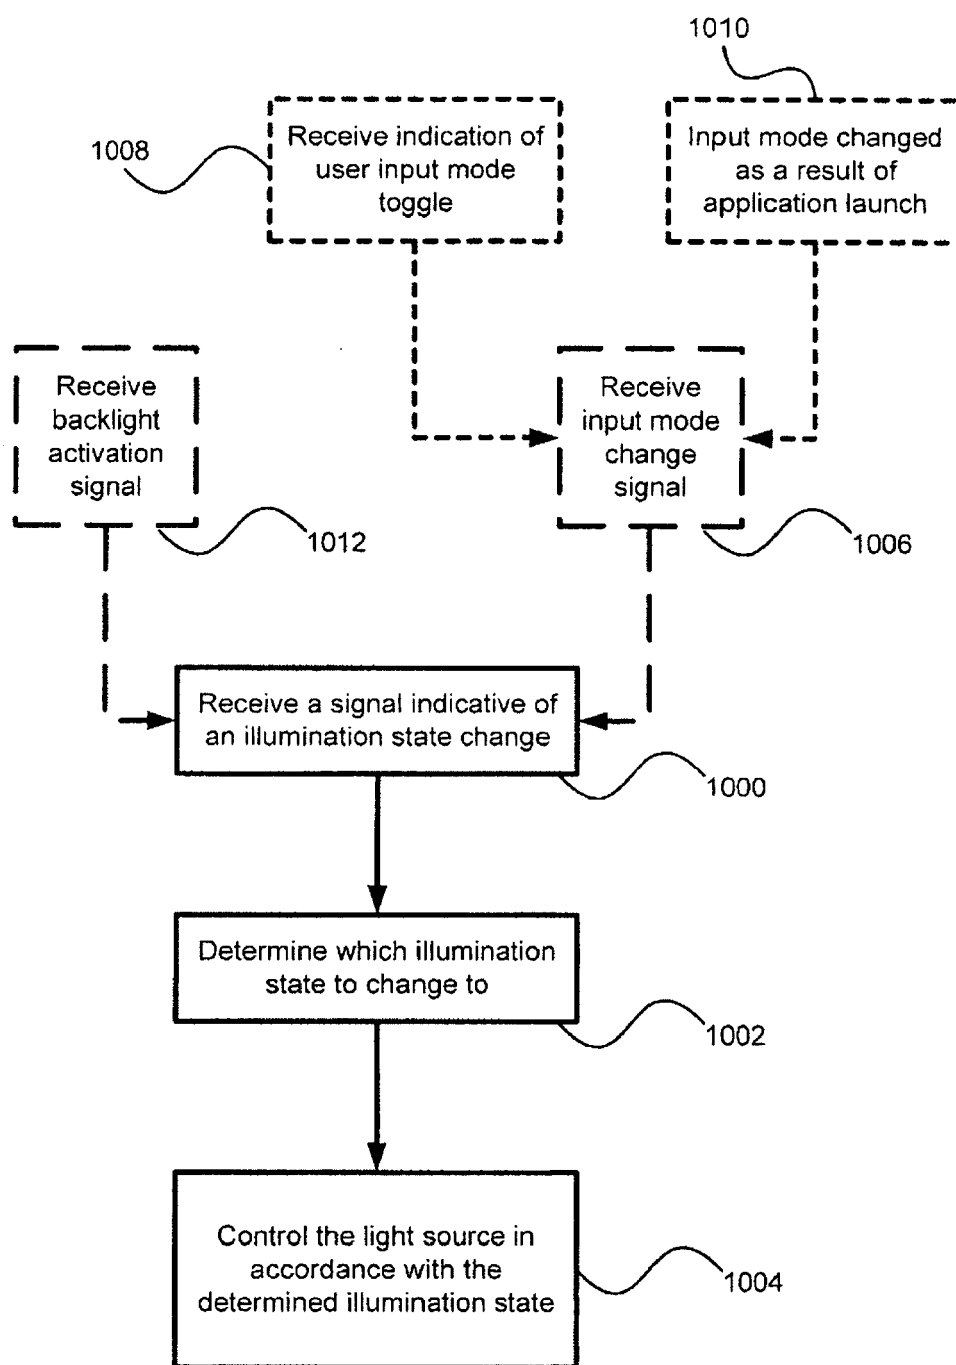 1010
1008
Receive indication of
user input mode
toggle
Input mode changed
as a result of
application launch
Receive
backlight
activation
signal
Receive
input mode
change
signal
1012
1006
Receive a signal indicative of
an illumination state change
1000
Determine which illumination
state to change to
1002
Control the light source in
accordance with the
determined illumination state
1004